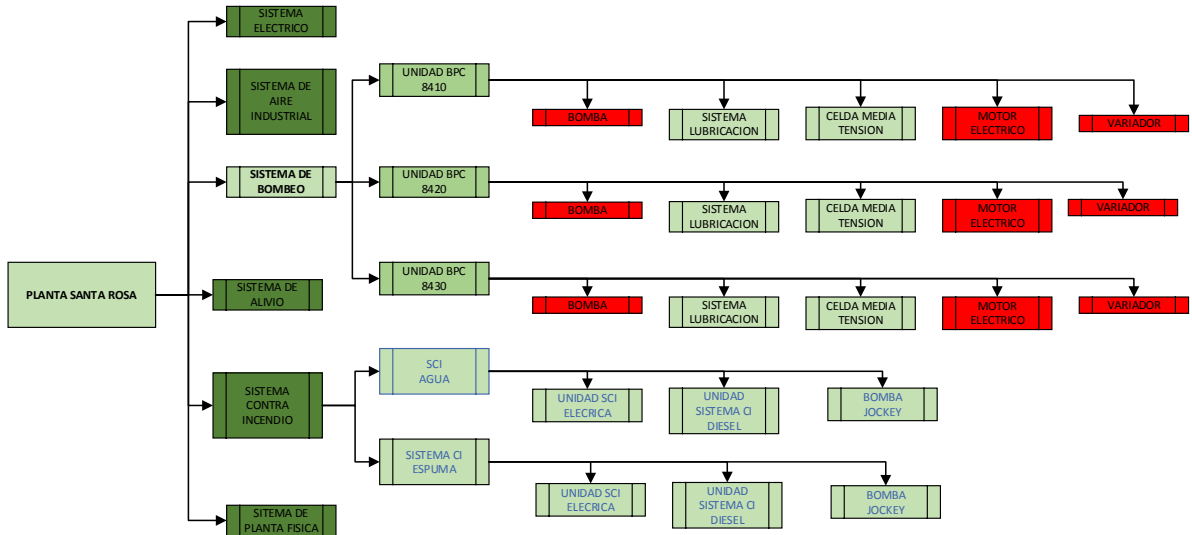 SISTEMA
ELECTRICO
SISTEMA DE
AIRE
INDUSTRIAL
UNIDAD BPC
8410
BOMBA
SISTEMA
LUBRICACION
CELDA MEDIA
TENSION
MOTOR
ELECTRICO
VARIADOR
SISTEMA DE
BOMBEO
UNIDAD BPC
8420
BOMBA
SISTEMA
LUBRICACION
CELDA MEDIA
TENSION
MOTOR
ELECTRICO
VARIADOR
PLANTA SANTA ROSA
SISTEMA DE
ALIVIO
UNIDAD BPC
8430
BOMBA
SISTEMA
LUBRICACION
CELDA MEDIA
TENSION
MOTOR
ELECTRICO
VARIADOR
SISTEMA
CONTRA
INCENDIO
SCI
AGUA
UNIDAD SCI
ELECRICA
UNIDAD
SISTEMA CI
DIESEL
BOMBA
JOCKEY
SISTEMA CI
ESPUMA
UNIDAD SCI
ELECRICA
UNIDAD
SISTEMA CI
DIESEL
BOMBA
JOCKEY
SITEMA DE
PLANTA FISICA